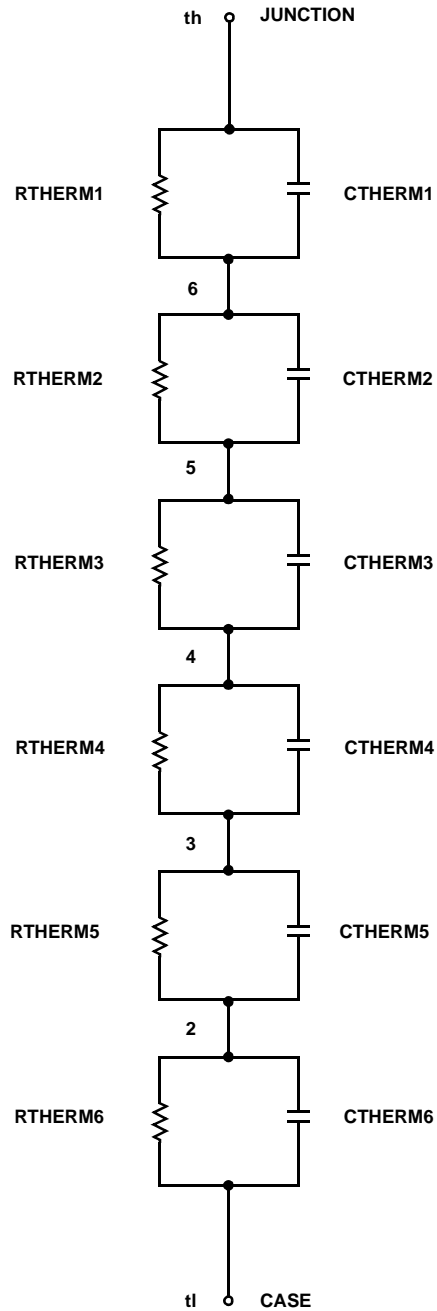 th JUNCTION
RTHERM1 CTHERM1
6
RTHERM2 CTHERM2
5
RTHERM3 CTHERM3
4
RTHERM4 CTHERM4
3
RTHERM5 CTHERM5
2
RTHERM6 CTHERM6
tl CASE